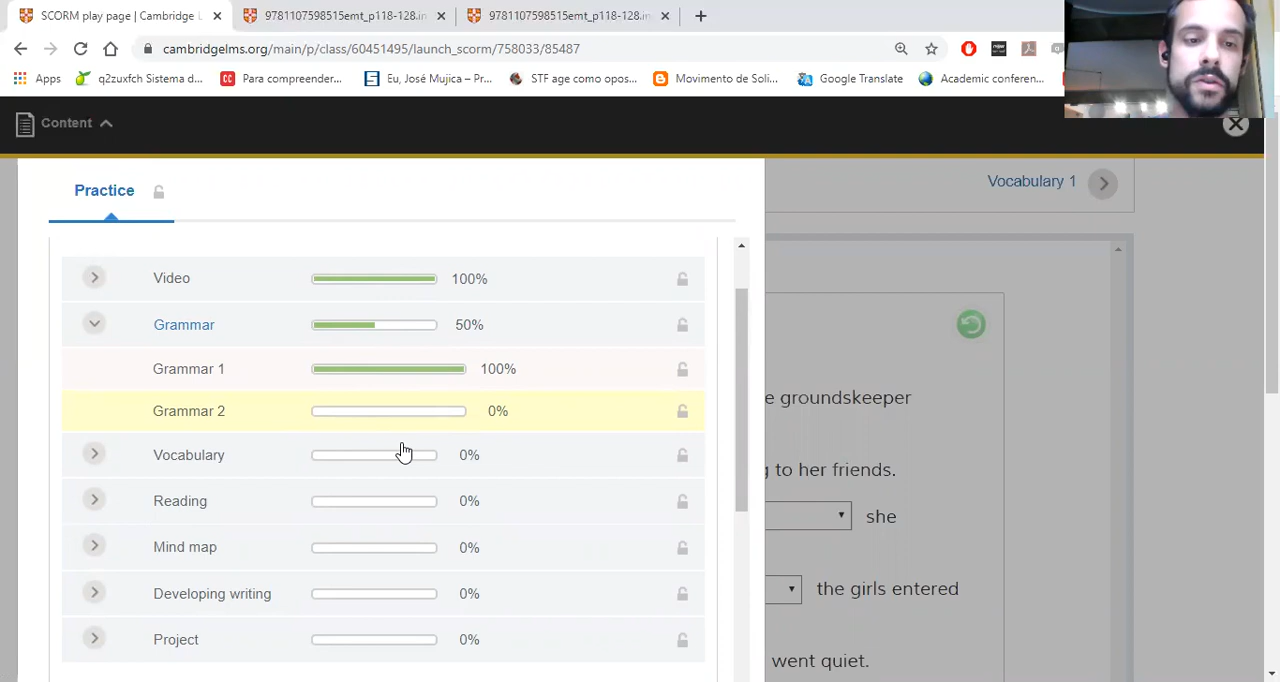 SCORM play page | Cambridge l
9781107598515emt_p118-128.in
9781107598515emt_p118-128.in
cambridgelms.org/main/p/class/60451495/launch_scorm/758033/85487
Apps
q2zuxfch Sistema d...
Para compreender...
Eu, José Mujica – Pr...
STF age como opos...
Movimento de Soli...
Google Translate
Academic conferen...
Content
Practice
Vocabulary 1
Video 100%
Grammar 50%
Grammar 1 100%
Grammar 2 0%
Vocabulary 0%
Reading 0%
Mind map 0%
Developing writing 0%
Project 0%
e groundskeeper
g to her friends.
she
the girls entered
went quiet.